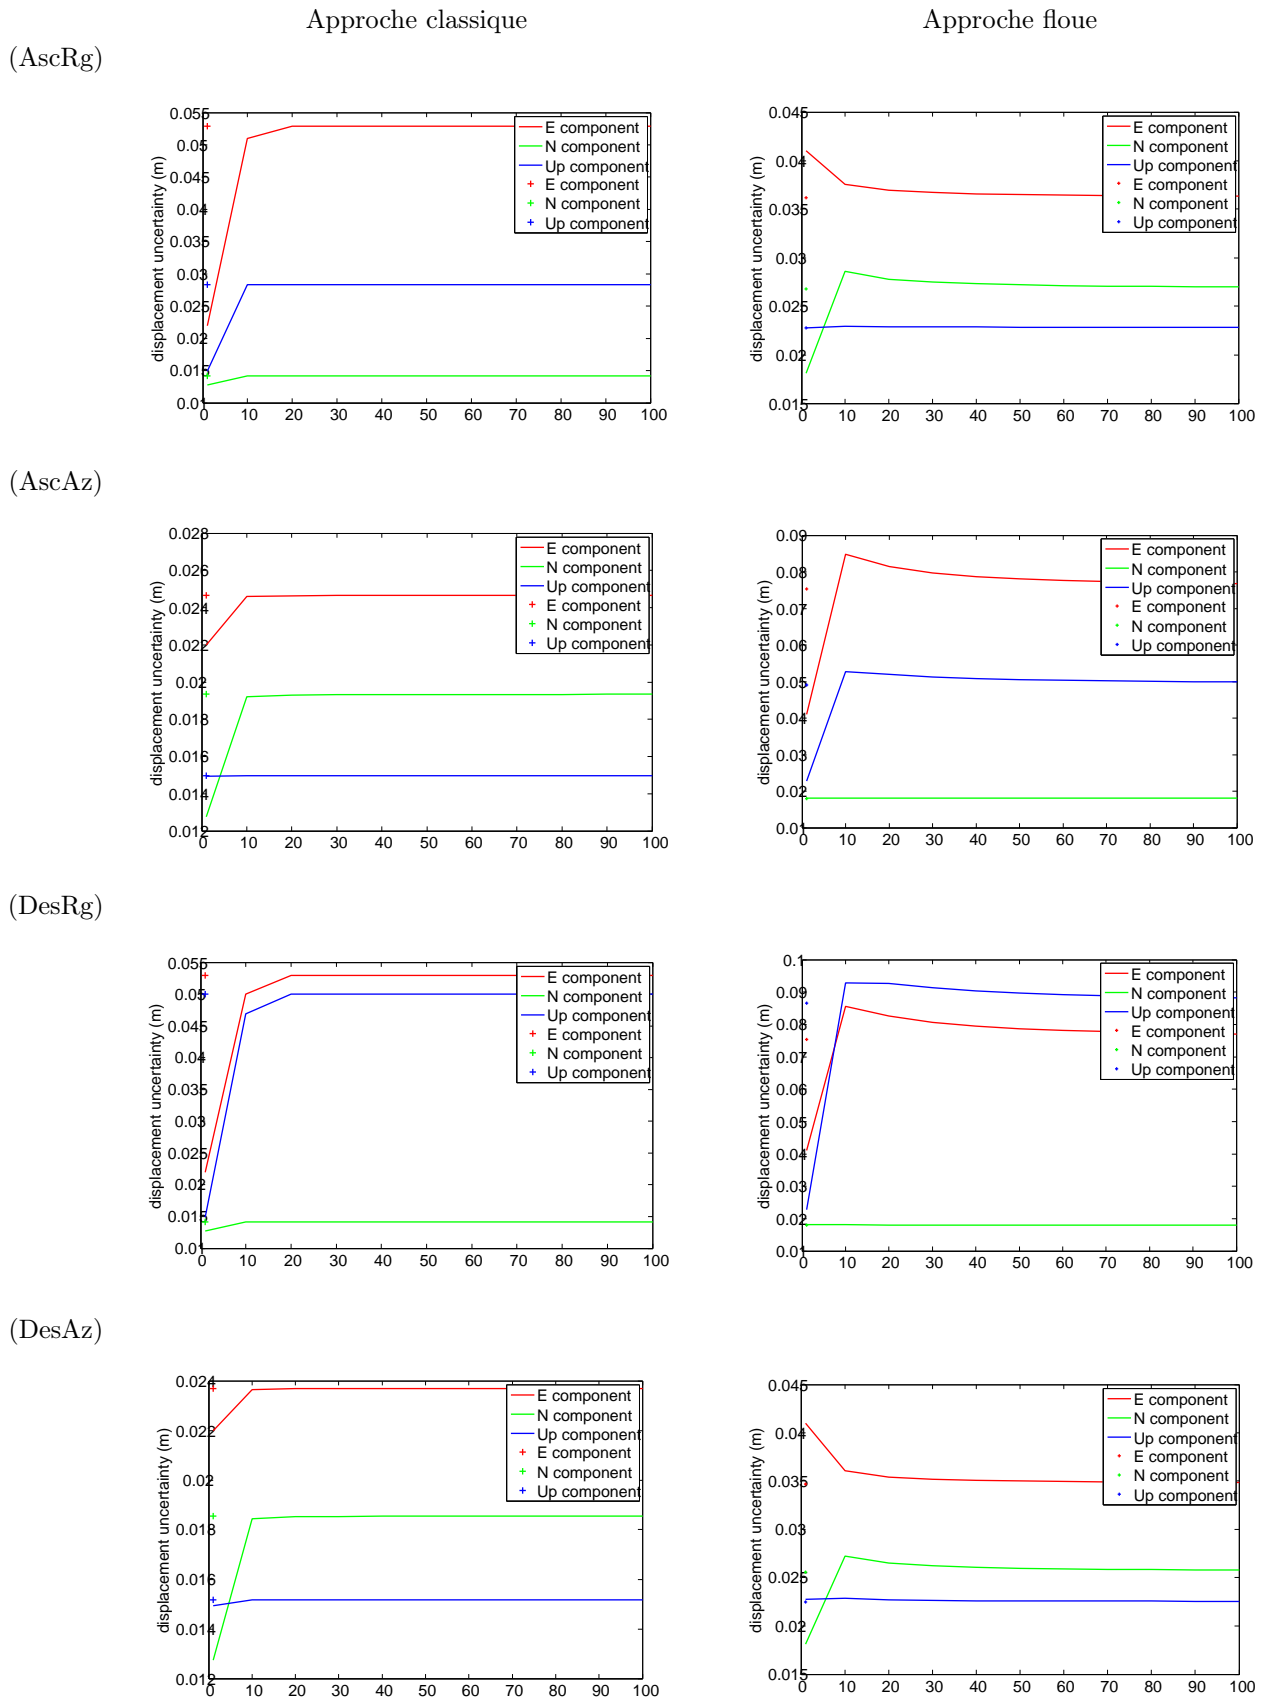 Approche classique
Approche floue
(AscRg)
displacement uncertainty (m)
0.055
0.05
0.045
0.04
0.035
0.03
0.025
0.02
0.015
0.01
0 10 20 30 40 50 60 70 80 90 100
E component
N component
Up component
E component
N component
Up component
displacement uncertainty (m)
0.045
0.04
0.035
0.03
0.025
0.02
0.015
0 10 20 30 40 50 60 70 80 90 100
E component
N component
Up component
E component
N component
Up component
(AscAz)
displacement uncertainty (m)
0.028
0.026
0.024
0.022
0.02
0.018
0.016
0.014
0.012
0 10 20 30 40 50 60 70 80 90 100
E component
N component
Up component
E component
N component
Up component
displacement uncertainty (m)
0.09
0.08
0.07
0.06
0.05
0.04
0.03
0.02
0.01
0 10 20 30 40 50 60 70 80 90 100
E component
N component
Up component
E component
N component
Up component
(DesRg)
displacement uncertainty (m)
0.055
0.05
0.045
0.04
0.035
0.03
0.025
0.02
0.015
0.01
0 10 20 30 40 50 60 70 80 90 100
E component
N component
Up component
E component
N component
Up component
displacement uncertainty (m)
0.1
0.09
0.08
0.07
0.06
0.05
0.04
0.03
0.02
0.01
0 10 20 30 40 50 60 70 80 90 100
E component
N component
Up component
E component
N component
Up component
(DesAz)
displacement uncertainty (m)
0.024
0.022
0.02
0.018
0.016
0.014
0.012
0 10 20 30 40 50 60 70 80 90 100
E component
N component
Up component
E component
N component
Up component
displacement uncertainty (m)
0.045
0.04
0.035
0.03
0.025
0.02
0.015
0 10 20 30 40 50 60 70 80 90 100
E component
N component
Up component
E component
N component
Up component